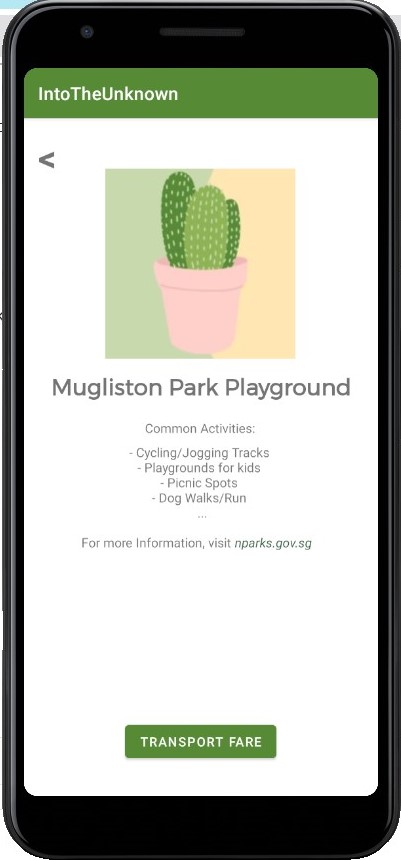 IntoTheUnknown
<
Mugliston Park Playground
Common Activities:
- Cycling/Jogging Tracks
- Playgrounds for kids
- Picnic Spots
- Dog Walks/Run
...
For more Information, visit nparks.gov.sg
TRANSPORT FARE